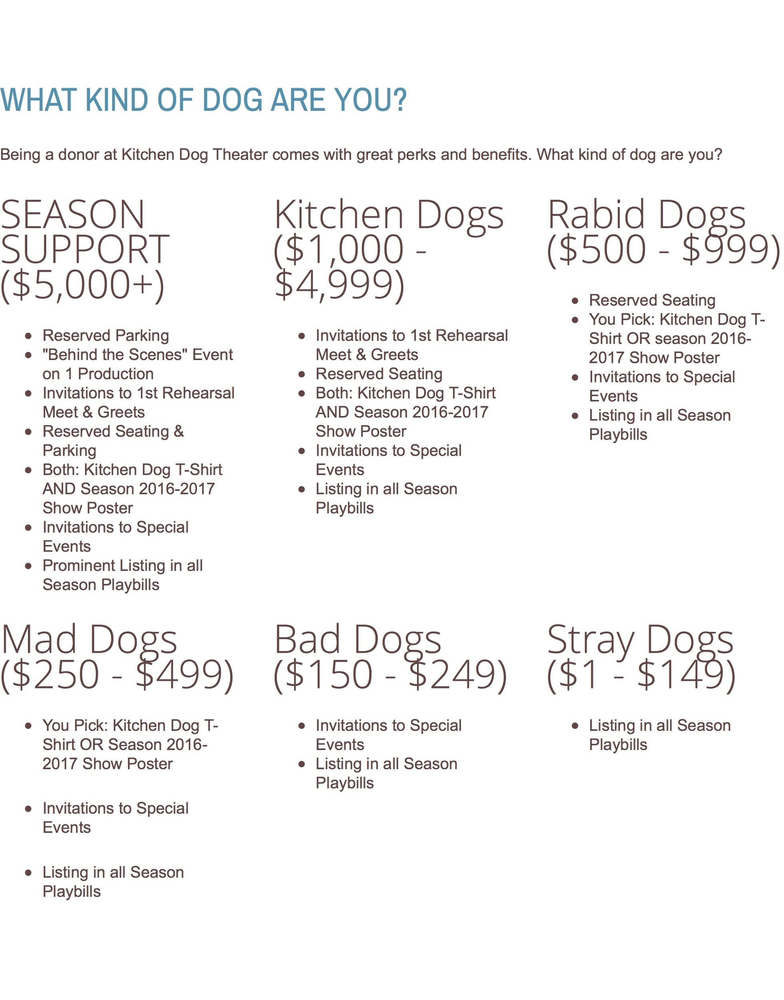 WHAT KIND OF DOG ARE YOU?
Being a donor at Kitchen Dog Theater comes with great perks and benefits. What kind of dog are you?
SEASON
SUPPORT
($5,000+)
• Reserved Parking
• "Behind the Scenes" Event
on 1 Production
• Invitations to 1st Rehearsal
Meet & Greets
• Reserved Seating &
Parking
• Both: Kitchen Dog T-Shirt
AND Season 2016-2017
Show Poster
• Invitations to Special
Events
• Prominent Listing in all
Season Playbills
Kitchen Dogs
($1,000 -
$4,999)
• Invitations to 1st Rehearsal
Meet & Greets
• Reserved Seating
• Both: Kitchen Dog T-Shirt
AND Season 2016-2017
Show Poster
• Invitations to Special
Events
• Listing in all Season
Playbills
Rabid Dogs
($500 - $999)
• Reserved Seating
• You Pick: Kitchen Dog T-
Shirt OR season 2016-
2017 Show Poster
• Invitations to Special
Events
• Listing in all Season
Playbills
Mad Dogs
($250 - $499)
• You Pick: Kitchen Dog T-
Shirt OR Season 2016-
2017 Show Poster
• Invitations to Special
Events
• Listing in all Season
Playbills
Bad Dogs
($150 - $249)
• Invitations to Special
Events
• Listing in all Season
Playbills
Stray Dogs
($1 - $149)
• Listing in all Season
Playbills